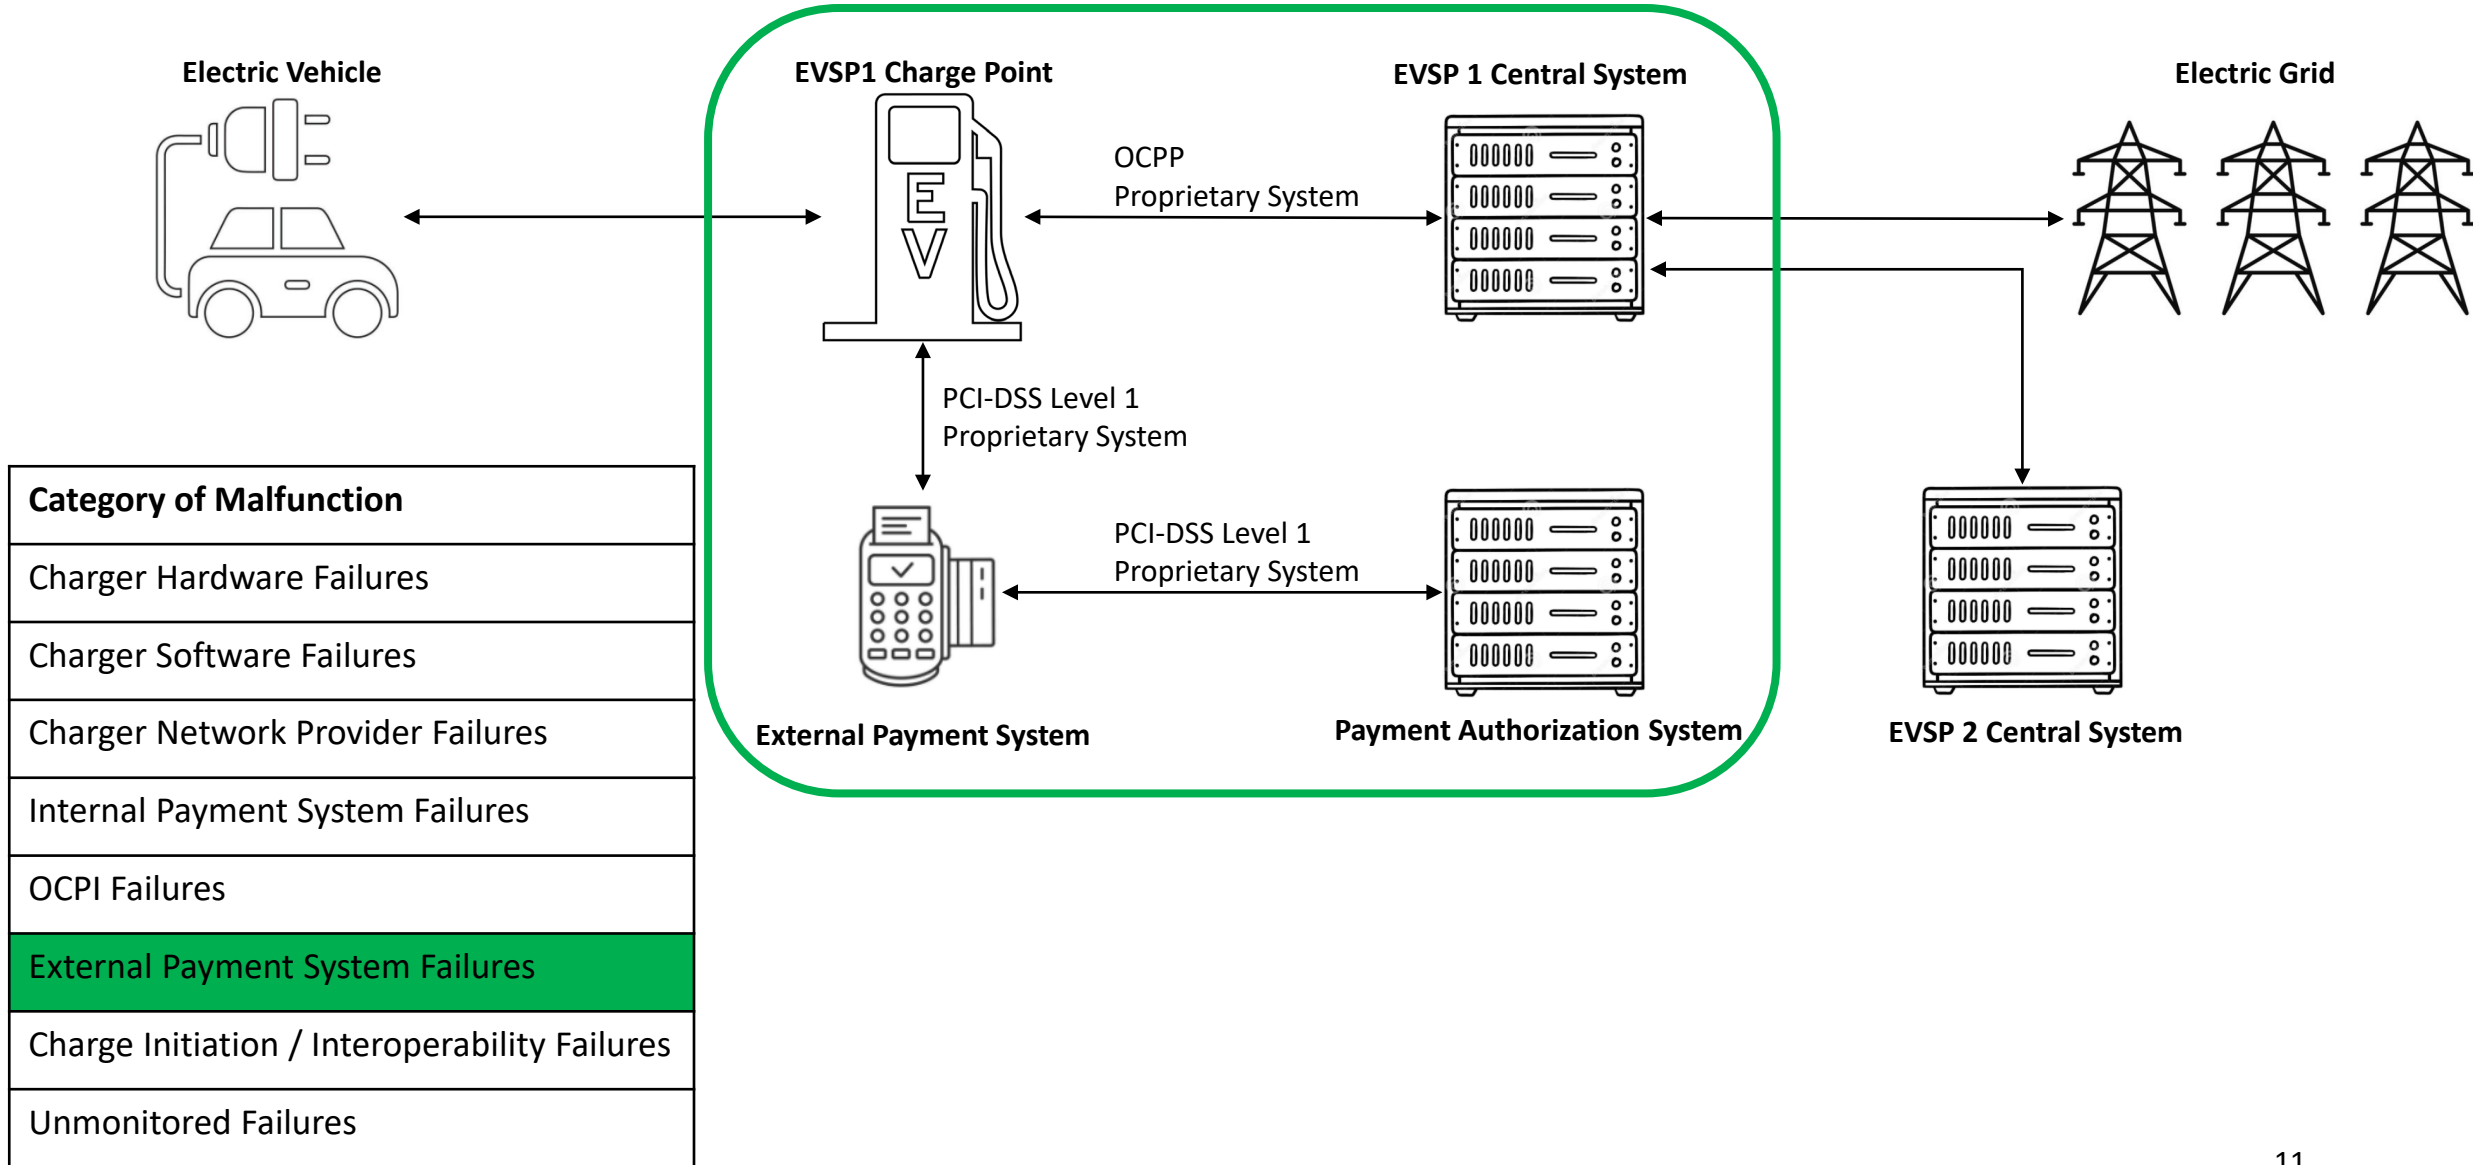 Electric Vehicle
EVSP1 Charge Point
EVSP 1 Central System
Electric Grid
E
V
OCPP
Proprietary System
PCI-DSS Level 1
Proprietary System
PCI-DSS Level 1
Proprietary System
External Payment System
Payment Authorization System
EVSP 2 Central System
Category of Malfunction
Charger Hardware Failures
Charger Software Failures
Charger Network Provider Failures
Internal Payment System Failures
OCPI Failures
External Payment System Failures
Charge Initiation / Interoperability Failures
Unmonitored Failures
11